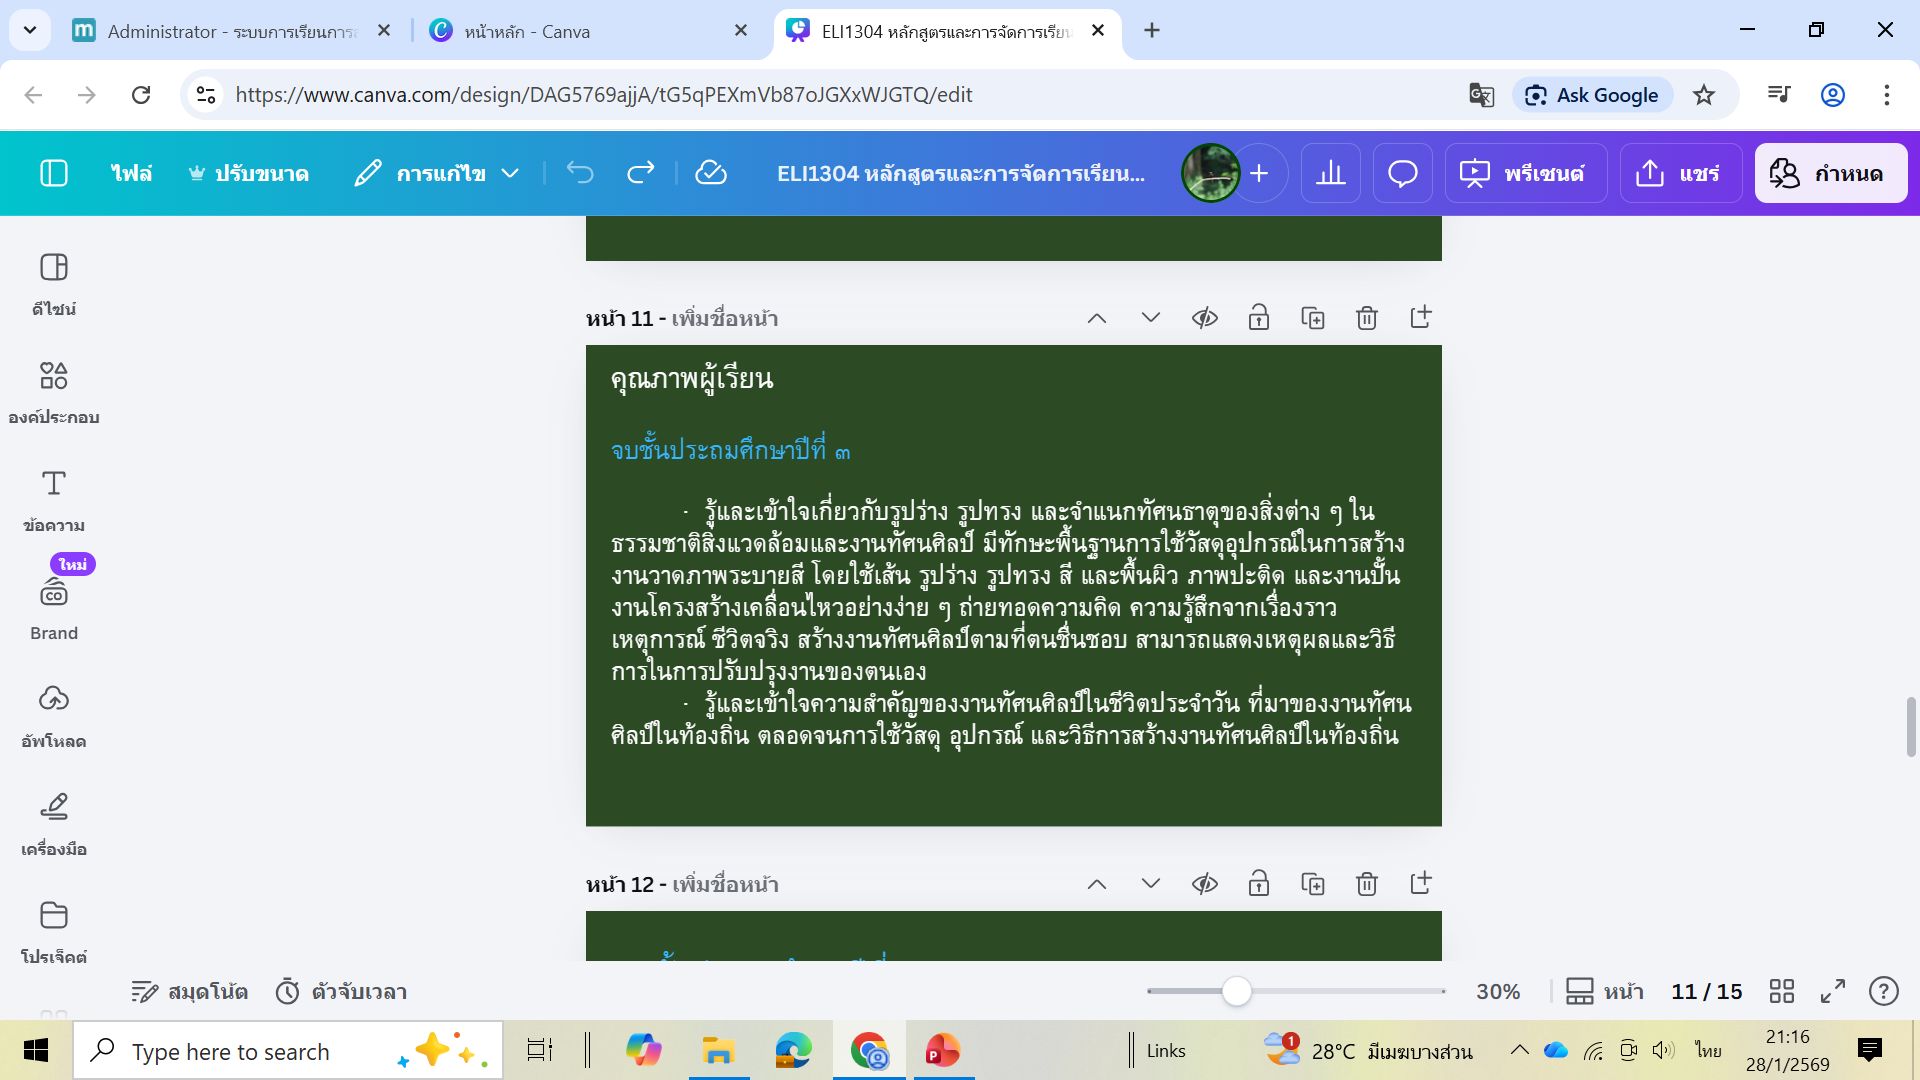 Administrator - ระบบการเรียนการส
หน้าหลัก - Canva
ELI1304 หลักสูตรและการจัดการเรียน
https://www.canva.com/design/DAG5769ajjA/tG5qPEXmVb87oJGXxWJGTQ/edit
Ask Google
ไฟล์
ปรับขนาด
การแก้ไข
ELI1304 หลักสูตรและการจัดการเรียน...
พรีเซนต์
แชร์
กำหนด
ดีไซน์
องค์ประกอบ
ข้อความ
ใหม่
Brand
อัพโหลด
เครื่องมือ
โปรเจ็คต์
หน้า 11 - เพิ่มชื่อหน้า
คุณภาพผู้เรียน
จบชั้นประถมศึกษาปีที่ ๓
· รู้และเข้าใจเกี่ยวกับรูปร่าง รูปทรง และจำแนกทัศนธาตุของสิ่งต่าง ๆ ใน
ธรรมชาติสิ่งแวดล้อมและงานทัศนศิลป์ มีทักษะพื้นฐานการใช้วัสดุอุปกรณ์ในการสร้าง
งานวาดภาพระบายสี โดยใช้เส้น รูปร่าง รูปทรง สี และพื้นผิว ภาพปะติด และงานปั้น
งานโครงสร้างเคลื่อนไหวอย่างง่าย ๆ ถ่ายทอดความคิด ความรู้สึกจากเรื่องราว
เหตุการณ์ ชีวิตจริง สร้างงานทัศนศิลป์ตามที่ตนชื่นชอบ สามารถแสดงเหตุผลและวิธี
การในการปรับปรุงงานของตนเอง
· รู้และเข้าใจความสำคัญของงานทัศนศิลป์ในชีวิตประจำวัน ที่มาของงานทัศน
ศิลป์ในท้องถิ่น ตลอดจนการใช้วัสดุ อุปกรณ์ และวิธีการสร้างงานทัศนศิลป์ในท้องถิ่น
หน้า 12 - เพิ่มชื่อหน้า
สมุดโน้ต
ตัวจับเวลา
30%
หน้า
11 / 15
Type here to search
Links
1
28°C มีเมฆบางส่วน
ไทย
21:16
28/1/2569